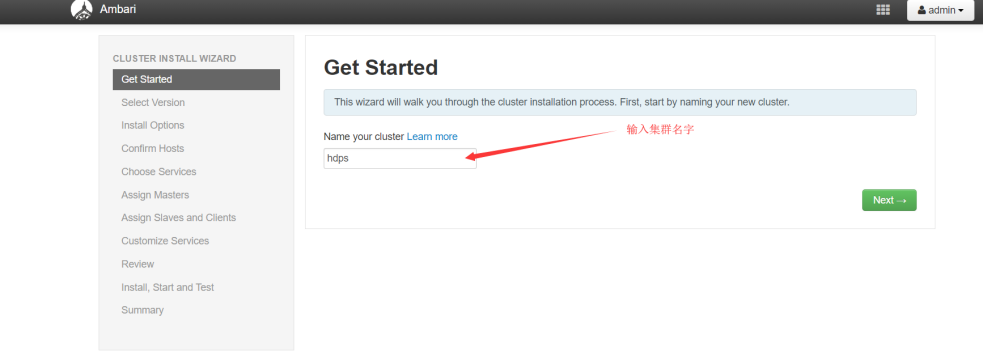 Ambari
admin
CLUSTER INSTALL WIZARD
Get Started
Select Version
Install Options
Confirm Hosts
Choose Services
Assign Masters
Assign Slaves and Clients
Customize Services
Review
Install, Start and Test
Summary
Get Started
This wizard will walk you through the cluster installation process. First, start by naming your new cluster.
Name your cluster Learn more
输入集群名字
hdps
Next →